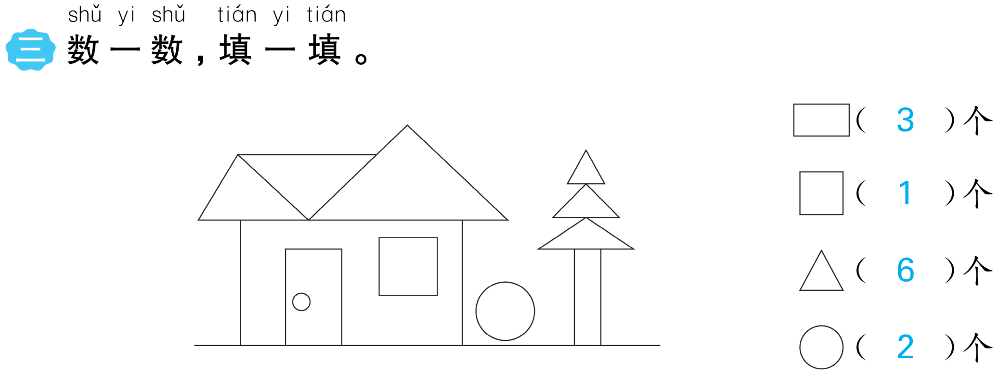 shǔ yi shǔ tián yi tián
三 数一数，填一填。
（ 3 ）个
（ 1 ）个
（ 6 ）个
（ 2 ）个